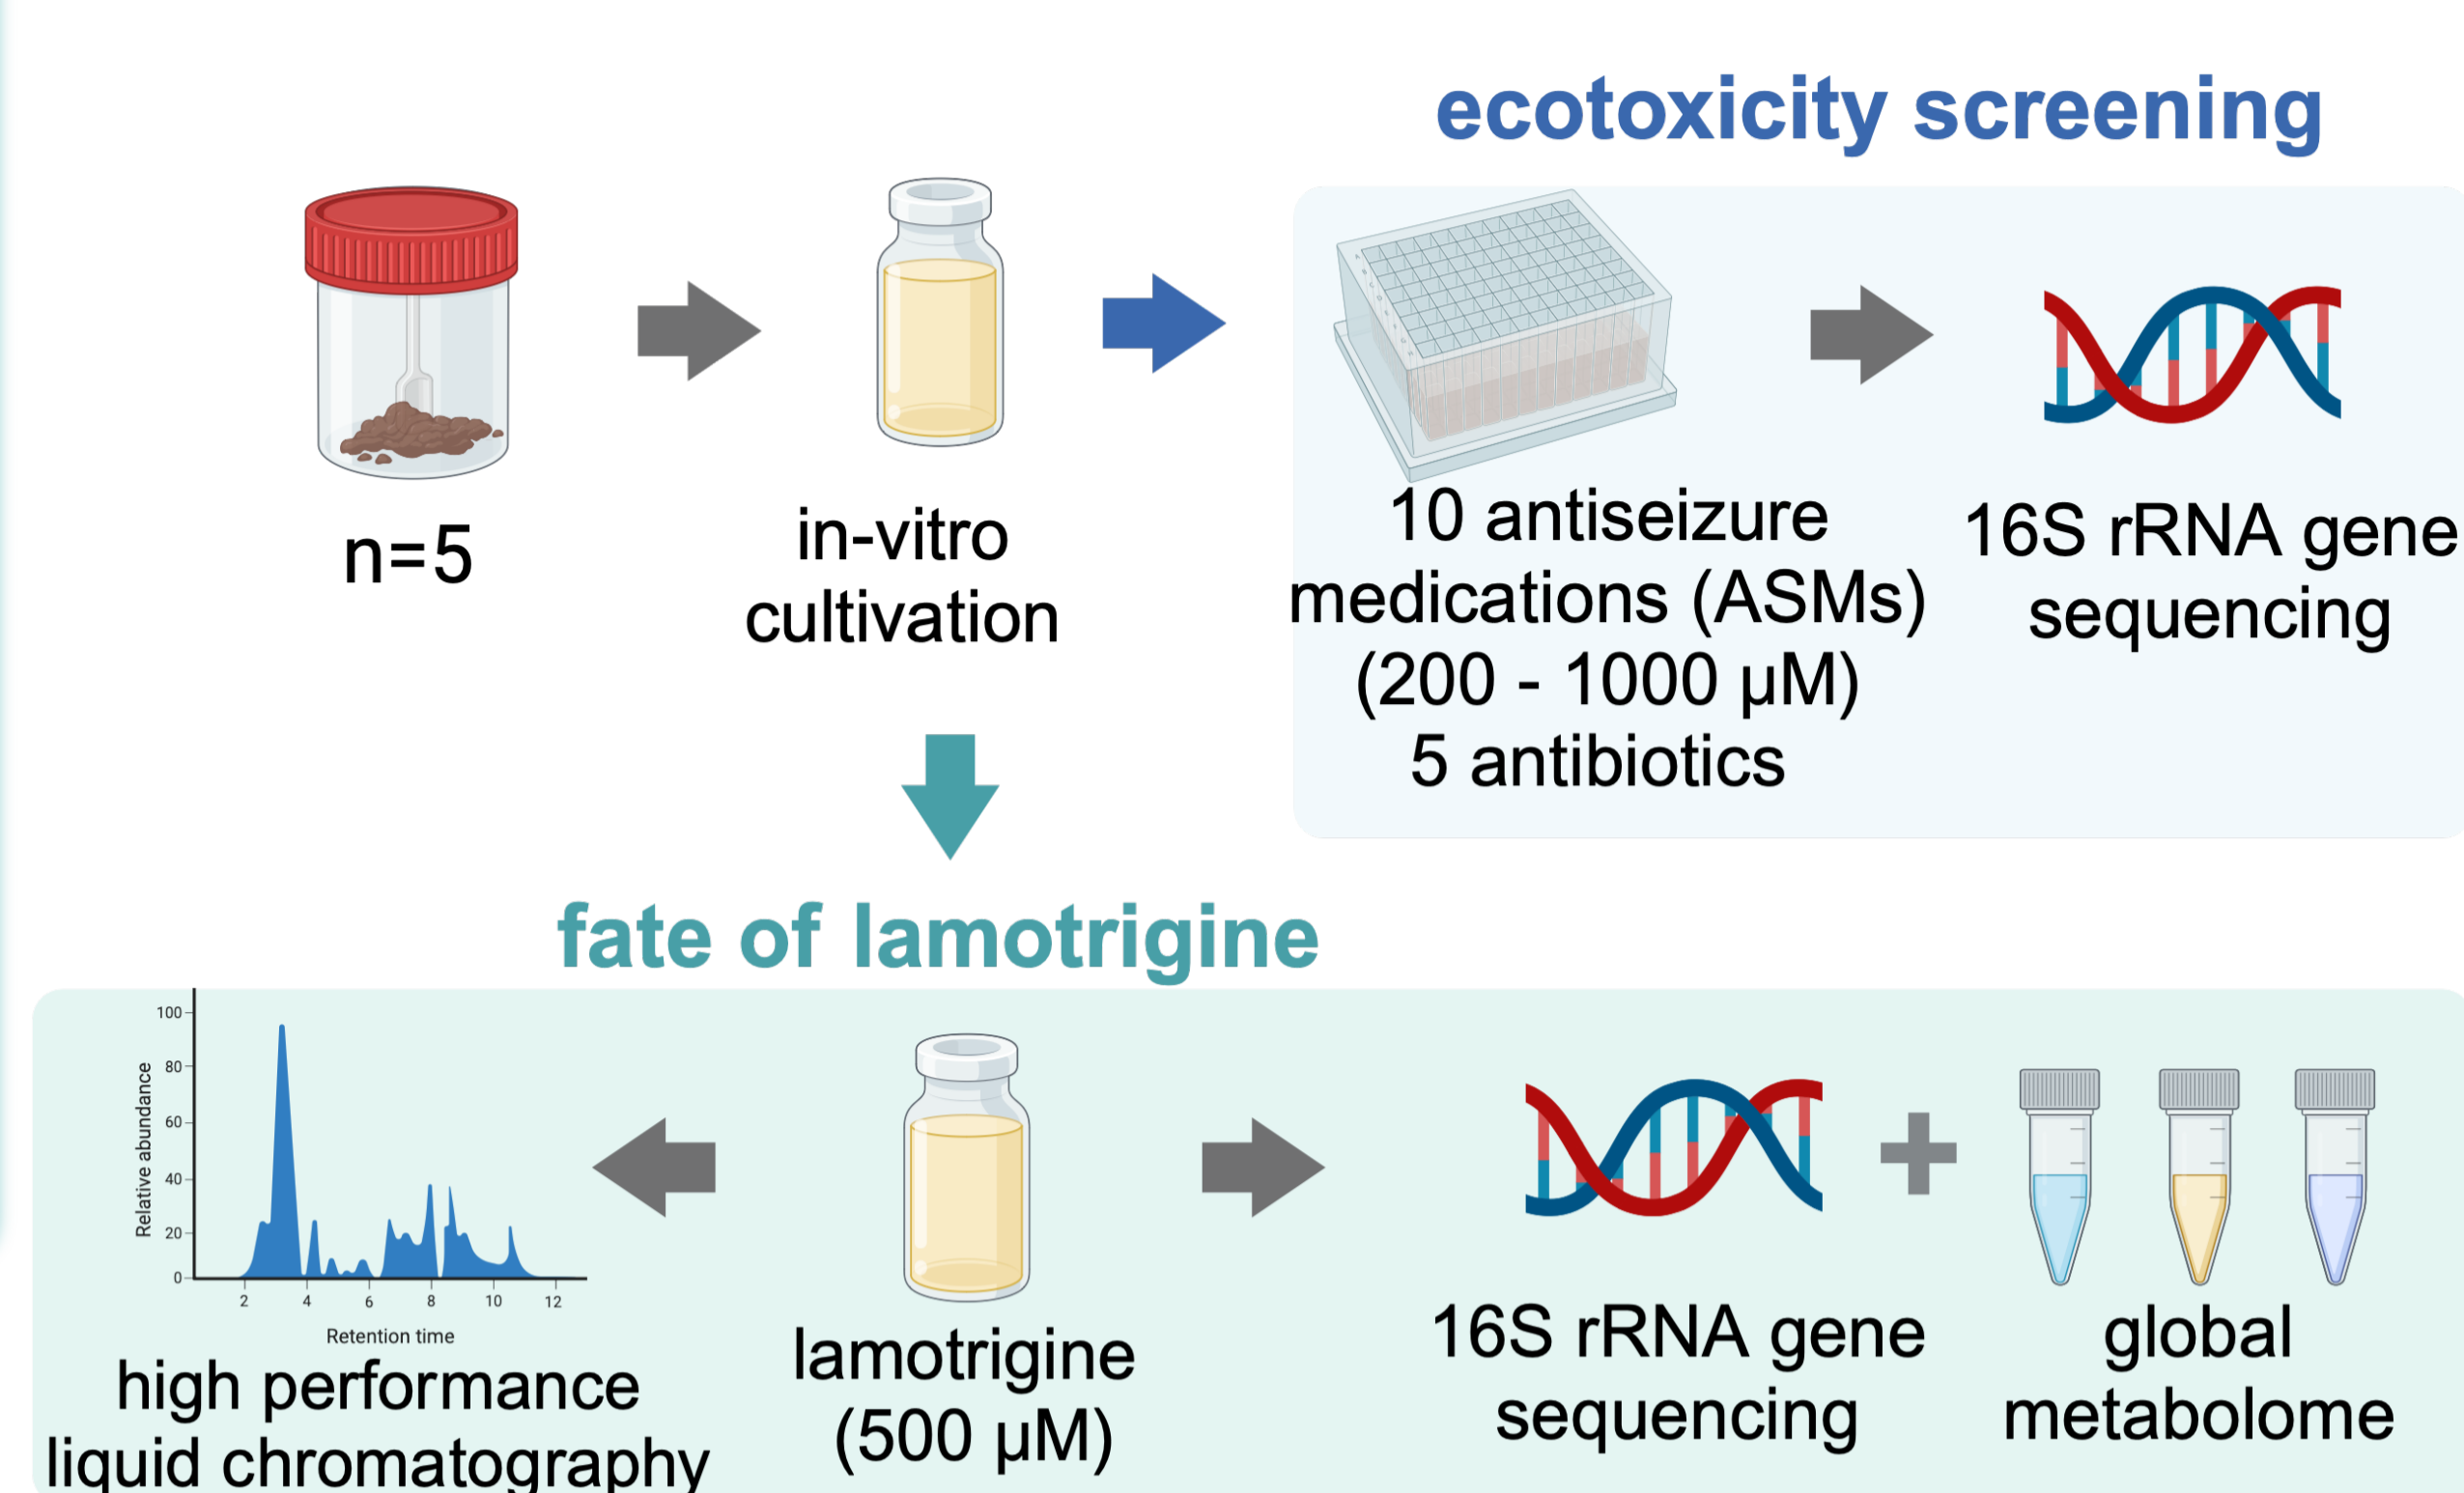 ecotoxicity screening
n=5
in-vitro
cultivation
10 antiseizure
medications (ASMs)
(200 - 1000 µM)
5 antibiotics
16S rRNA gene
sequencing
fate of lamotrigine
Relative abundance
100
80
60
40
20
0
2 4 6 8 10 12
Retention time
high performance
liquid chromatography
lamotrigine
(500 µM)
16S rRNA gene
sequencing
global
metabolome